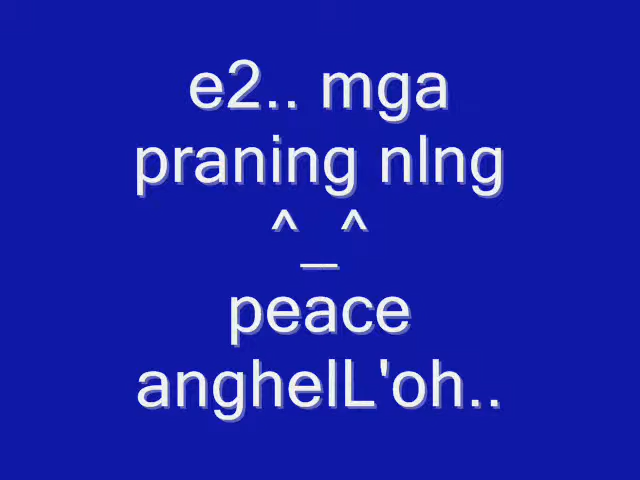 e2.. mga
praning nlng
^_^
peace
anghelL'oh..